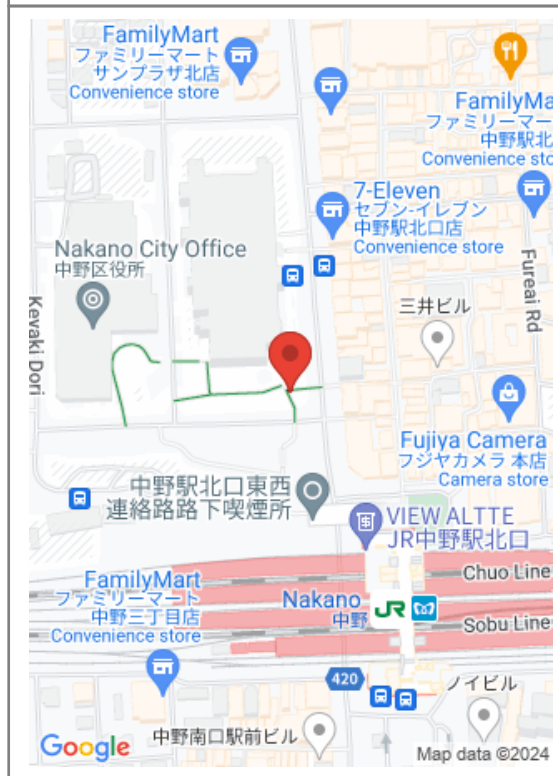 FamilyMart
ファミリーマート
サンプラザ北店
Convenience store
FamilyMa
ファミリーマー
中野駅北
Convenience sto
7-Eleven
セブン-イレブン
中野駅北口店
Convenience store
Nakano City Office
中野区役所
Kevaki Dori
Fureai Rd
三井ビル
Fujiya Camera
フジヤカメラ 本店
Camera store
中野駅北口東西
連絡路路下喫煙所
VIEW ALTTE
JR中野駅北口
Chuo Line
FamilyMart
ファミリーマート
中野三丁目店
Convenience store
Nakano
中野
JR
Sobu Line
420
ノイビル
中野南口駅前ビル
Google
Map data ©2024